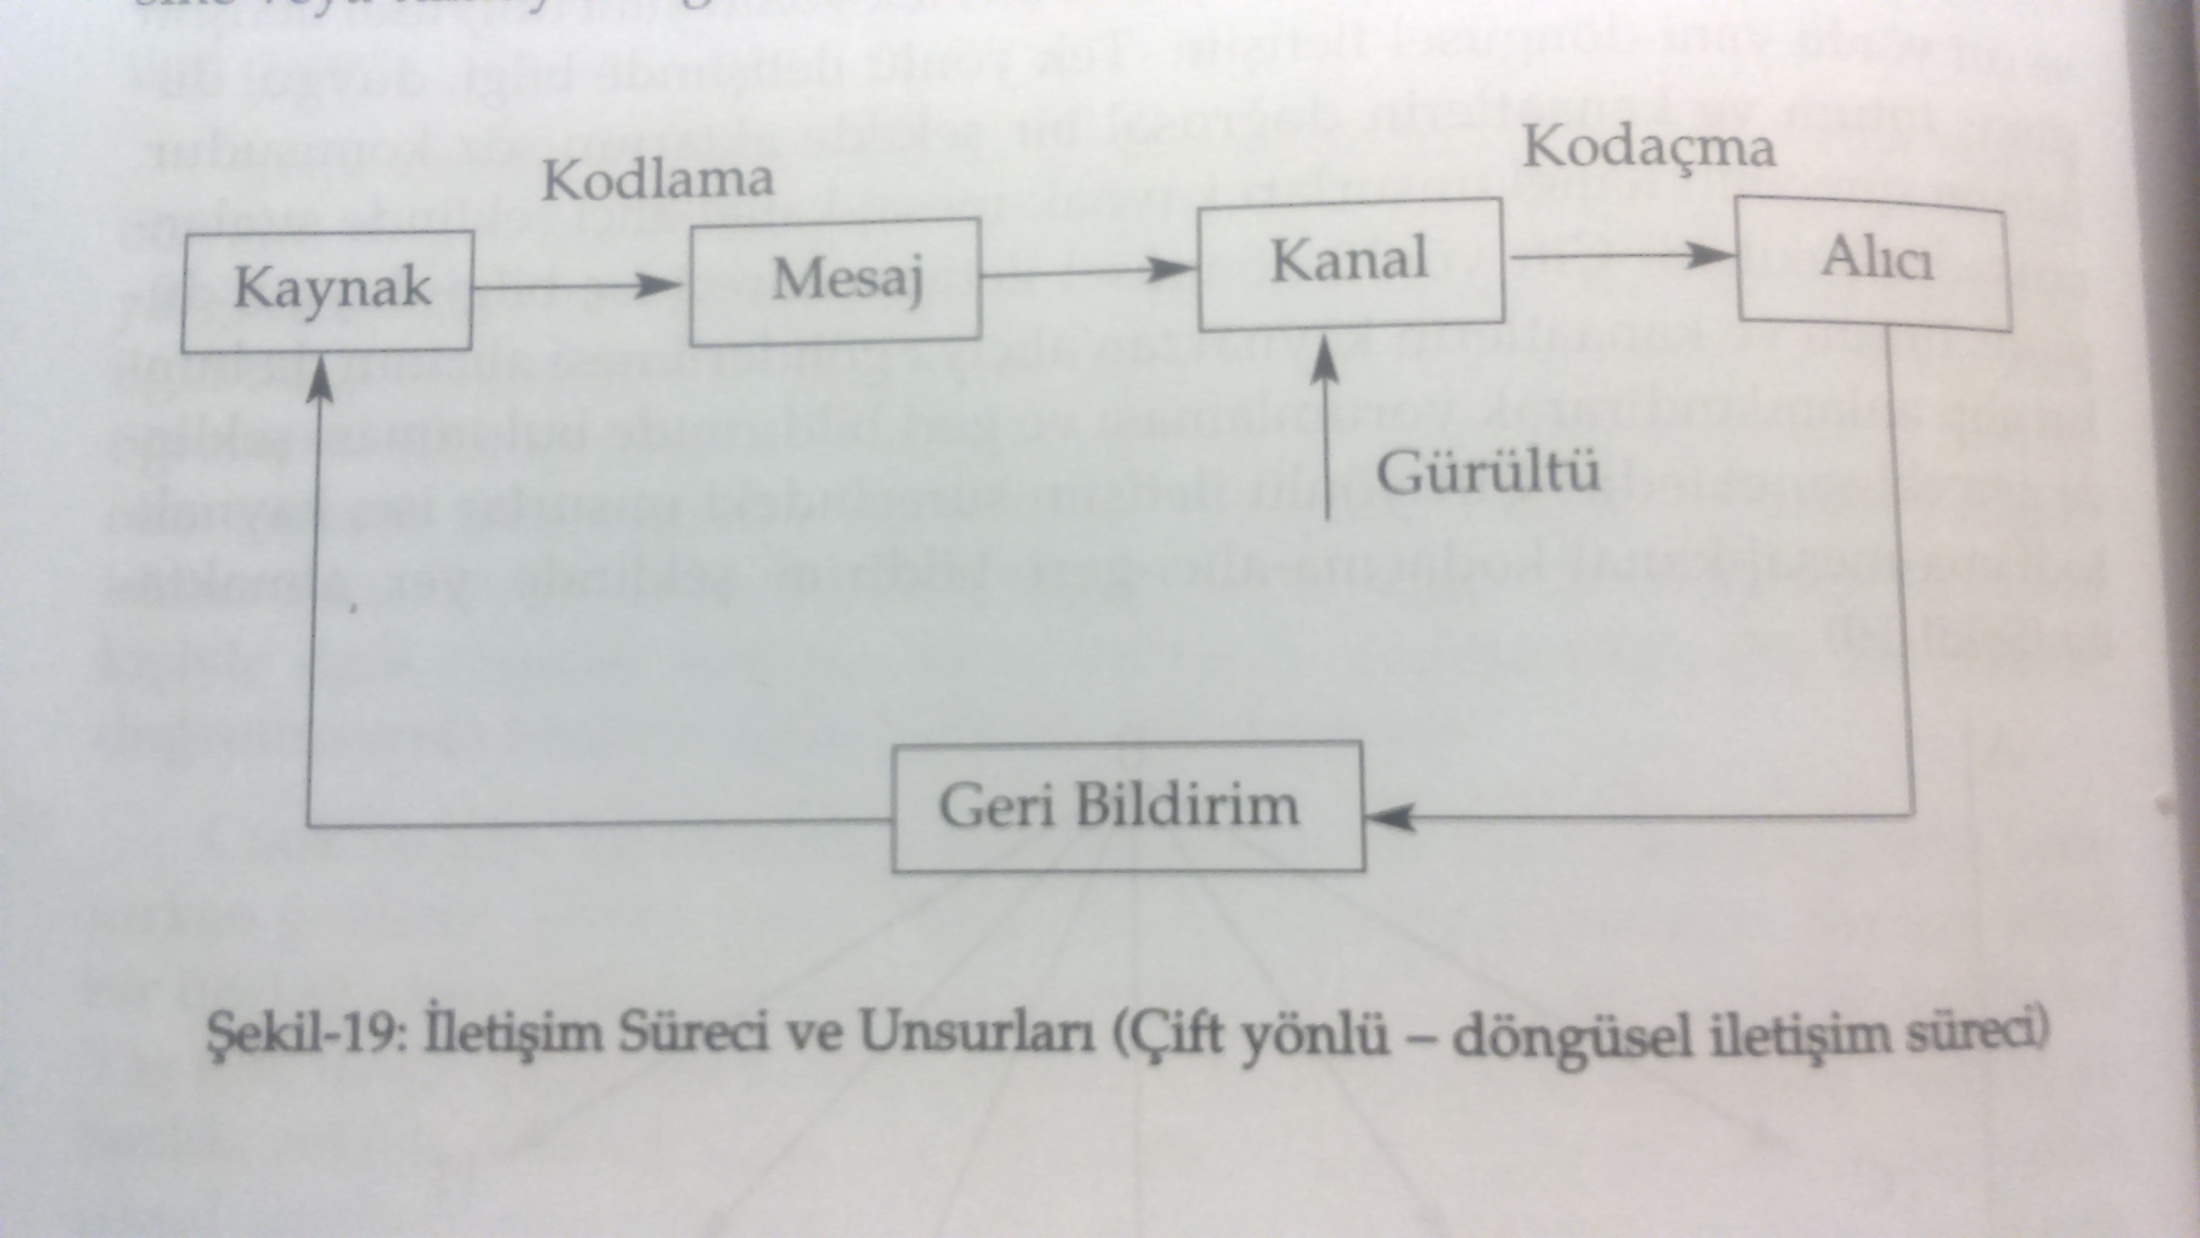 Kodlama
Kodaçma
Kaynak
Mesaj
Kanal
Alıcı
Gürültü
Geri Bildirim
Şekil-19: İletişim Süreci ve Unsurları (Çift yönlü – döngüsel iletişim süreci)